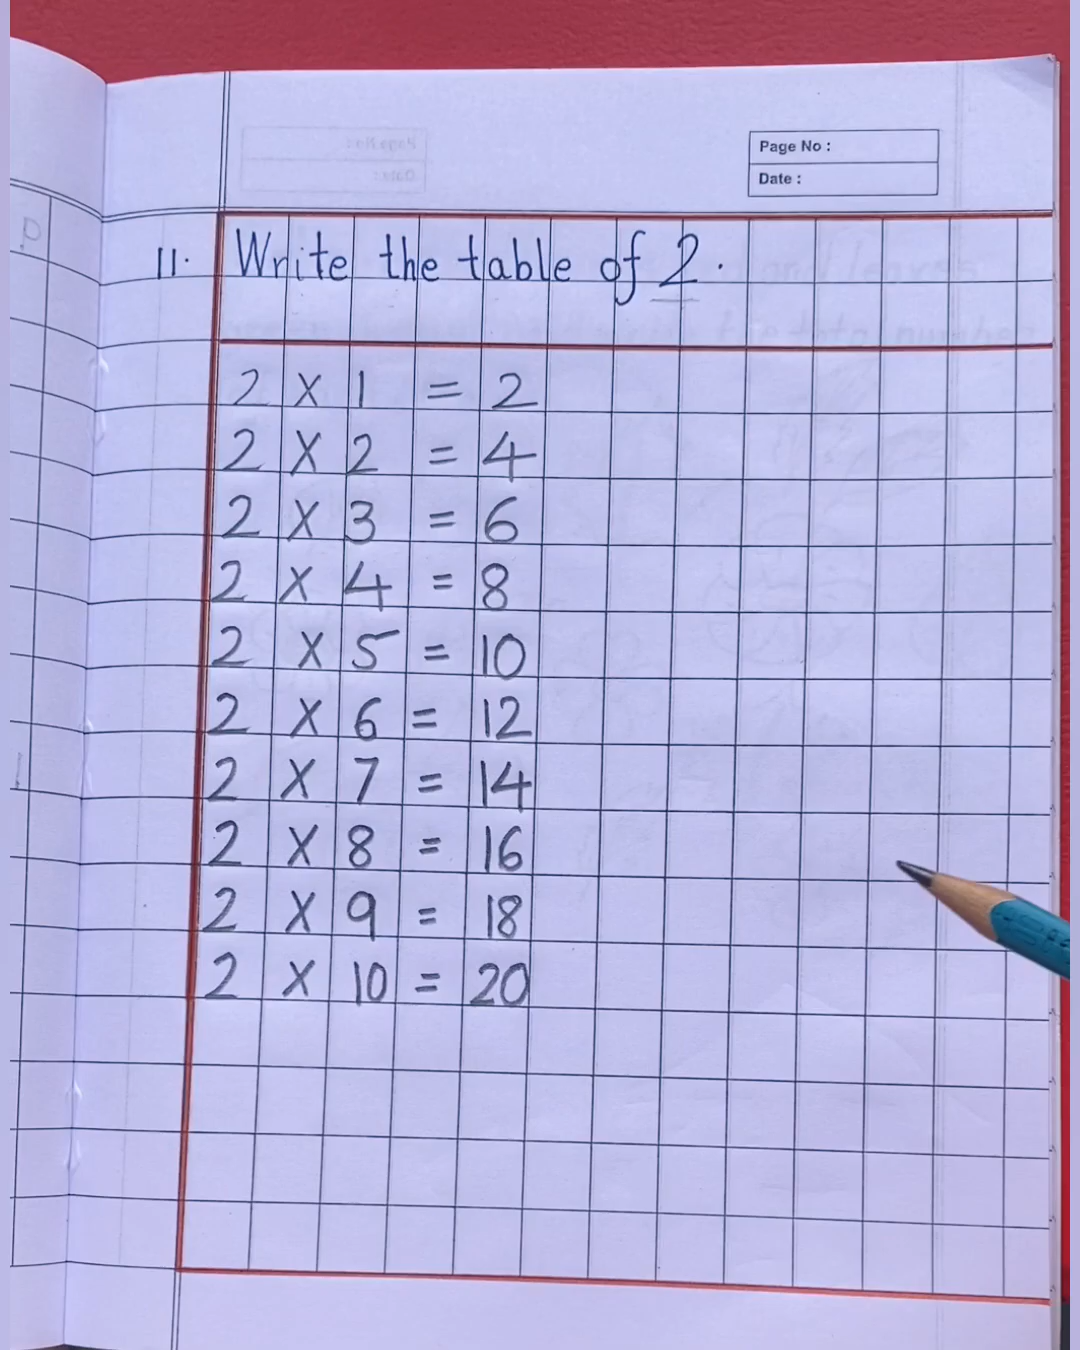 Page No :
Date :
11. Write the table of 2.
2 X 1 = 2
2 X 2 = 4
2 X 3 = 6
2 X 4 = 8
2 X 5 = 10
2 X 6 = 12
2 X 7 = 14
2 X 8 = 16
2 X 9 = 18
2 X 10 = 20